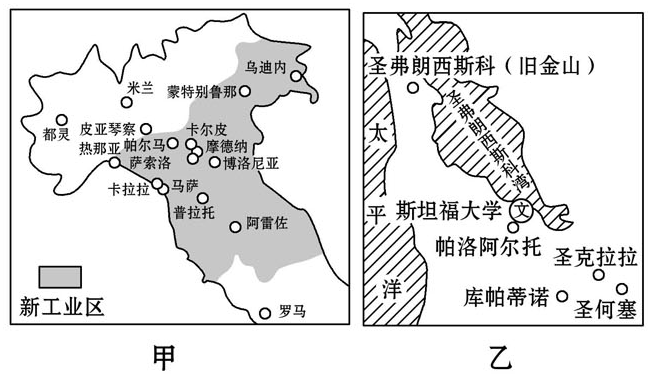 乌迪内
米兰
蒙特别鲁那
都灵
皮亚琴察
卡尔皮
帕尔马
摩德纳
热那亚
萨索洛
博洛尼亚
卡拉拉
马萨
普拉托
阿雷佐
新工业区
罗马
甲
圣弗朗西斯科（旧金山）
圣弗朗西斯科湾
太平洋
斯坦福大学
文
帕洛阿尔托
圣克拉拉
库帕蒂诺
圣何塞
乙